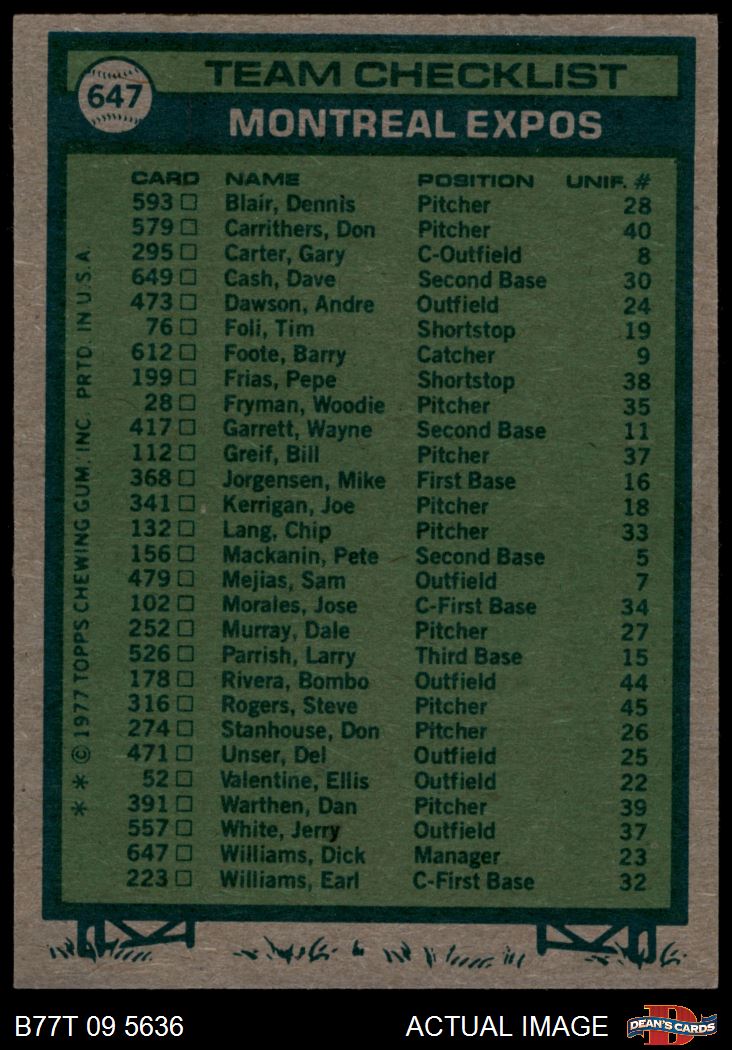 647
TEAM CHECKLIST
MONTREAL EXPOS
CARD NAME POSITION UNIF. #
593 Blair, Dennis Pitcher 28
579 Carrithers, Don Pitcher 40
295 Carter, Gary C-Outfield 8
649 Cash, Dave Second Base 30
473 Dawson, Andre Outfield 24
76 Foli, Tim Shortstop 19
612 Foote, Barry Catcher 9
199 Frias, Pepe Shortstop 38
28 Fryman, Woodie Pitcher 35
417 Garrett, Wayne Second Base 11
112 Greif, Bill Pitcher 37
368 Jorgensen, Mike First Base 16
341 Kerrigan, Joe Pitcher 18
132 Lang, Chip Pitcher 33
156 Mackanin, Pete Second Base 5
479 Mejias, Sam Outfield 7
102 Morales, Jose C-First Base 34
252 Murray, Dale Pitcher 27
526 Parrish, Larry Third Base 15
178 Rivera, Bombo Outfield 44
316 Rogers, Steve Pitcher 45
274 Stanhouse, Don Pitcher 26
471 Unser, Del Outfield 25
52 Valentine, Ellis Outfield 22
391 Warthen, Dan Pitcher 39
557 White, Jerry Outfield 37
647 Williams, Dick Manager 23
223 Williams, Earl C-First Base 32
* * © 1977 TOPPS CHEWING GUM, INC. PRTD. IN U.S.A.
B77T 09 5636 ACTUAL IMAGE
D
DEAN'S CARDS